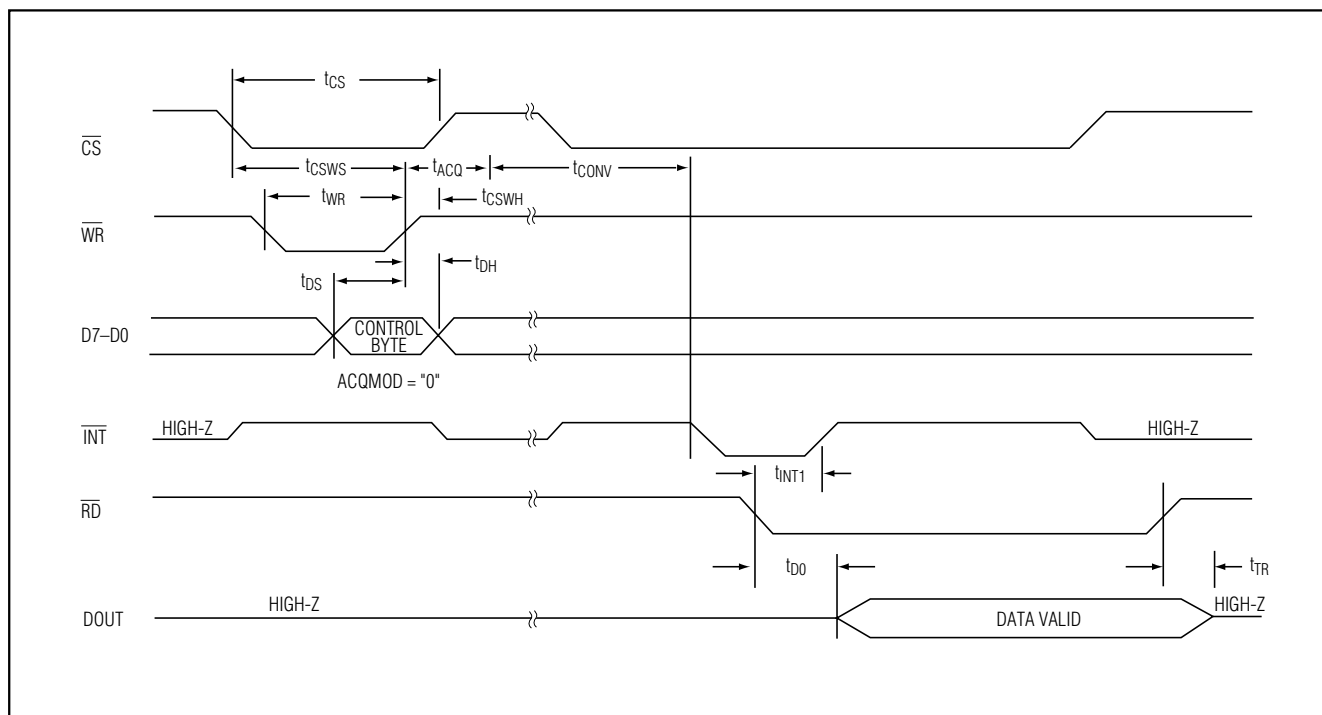 tCS
CS
tCSWS
tACQ
tCONV
tWR
tCSWH
WR
tDS
tDH
D7–D0
CONTROL
BYTE
ACQMOD = "0"
INT
HIGH-Z
HIGH-Z
tINT1
RD
tD0
tTR
DOUT
HIGH-Z
DATA VALID
HIGH-Z